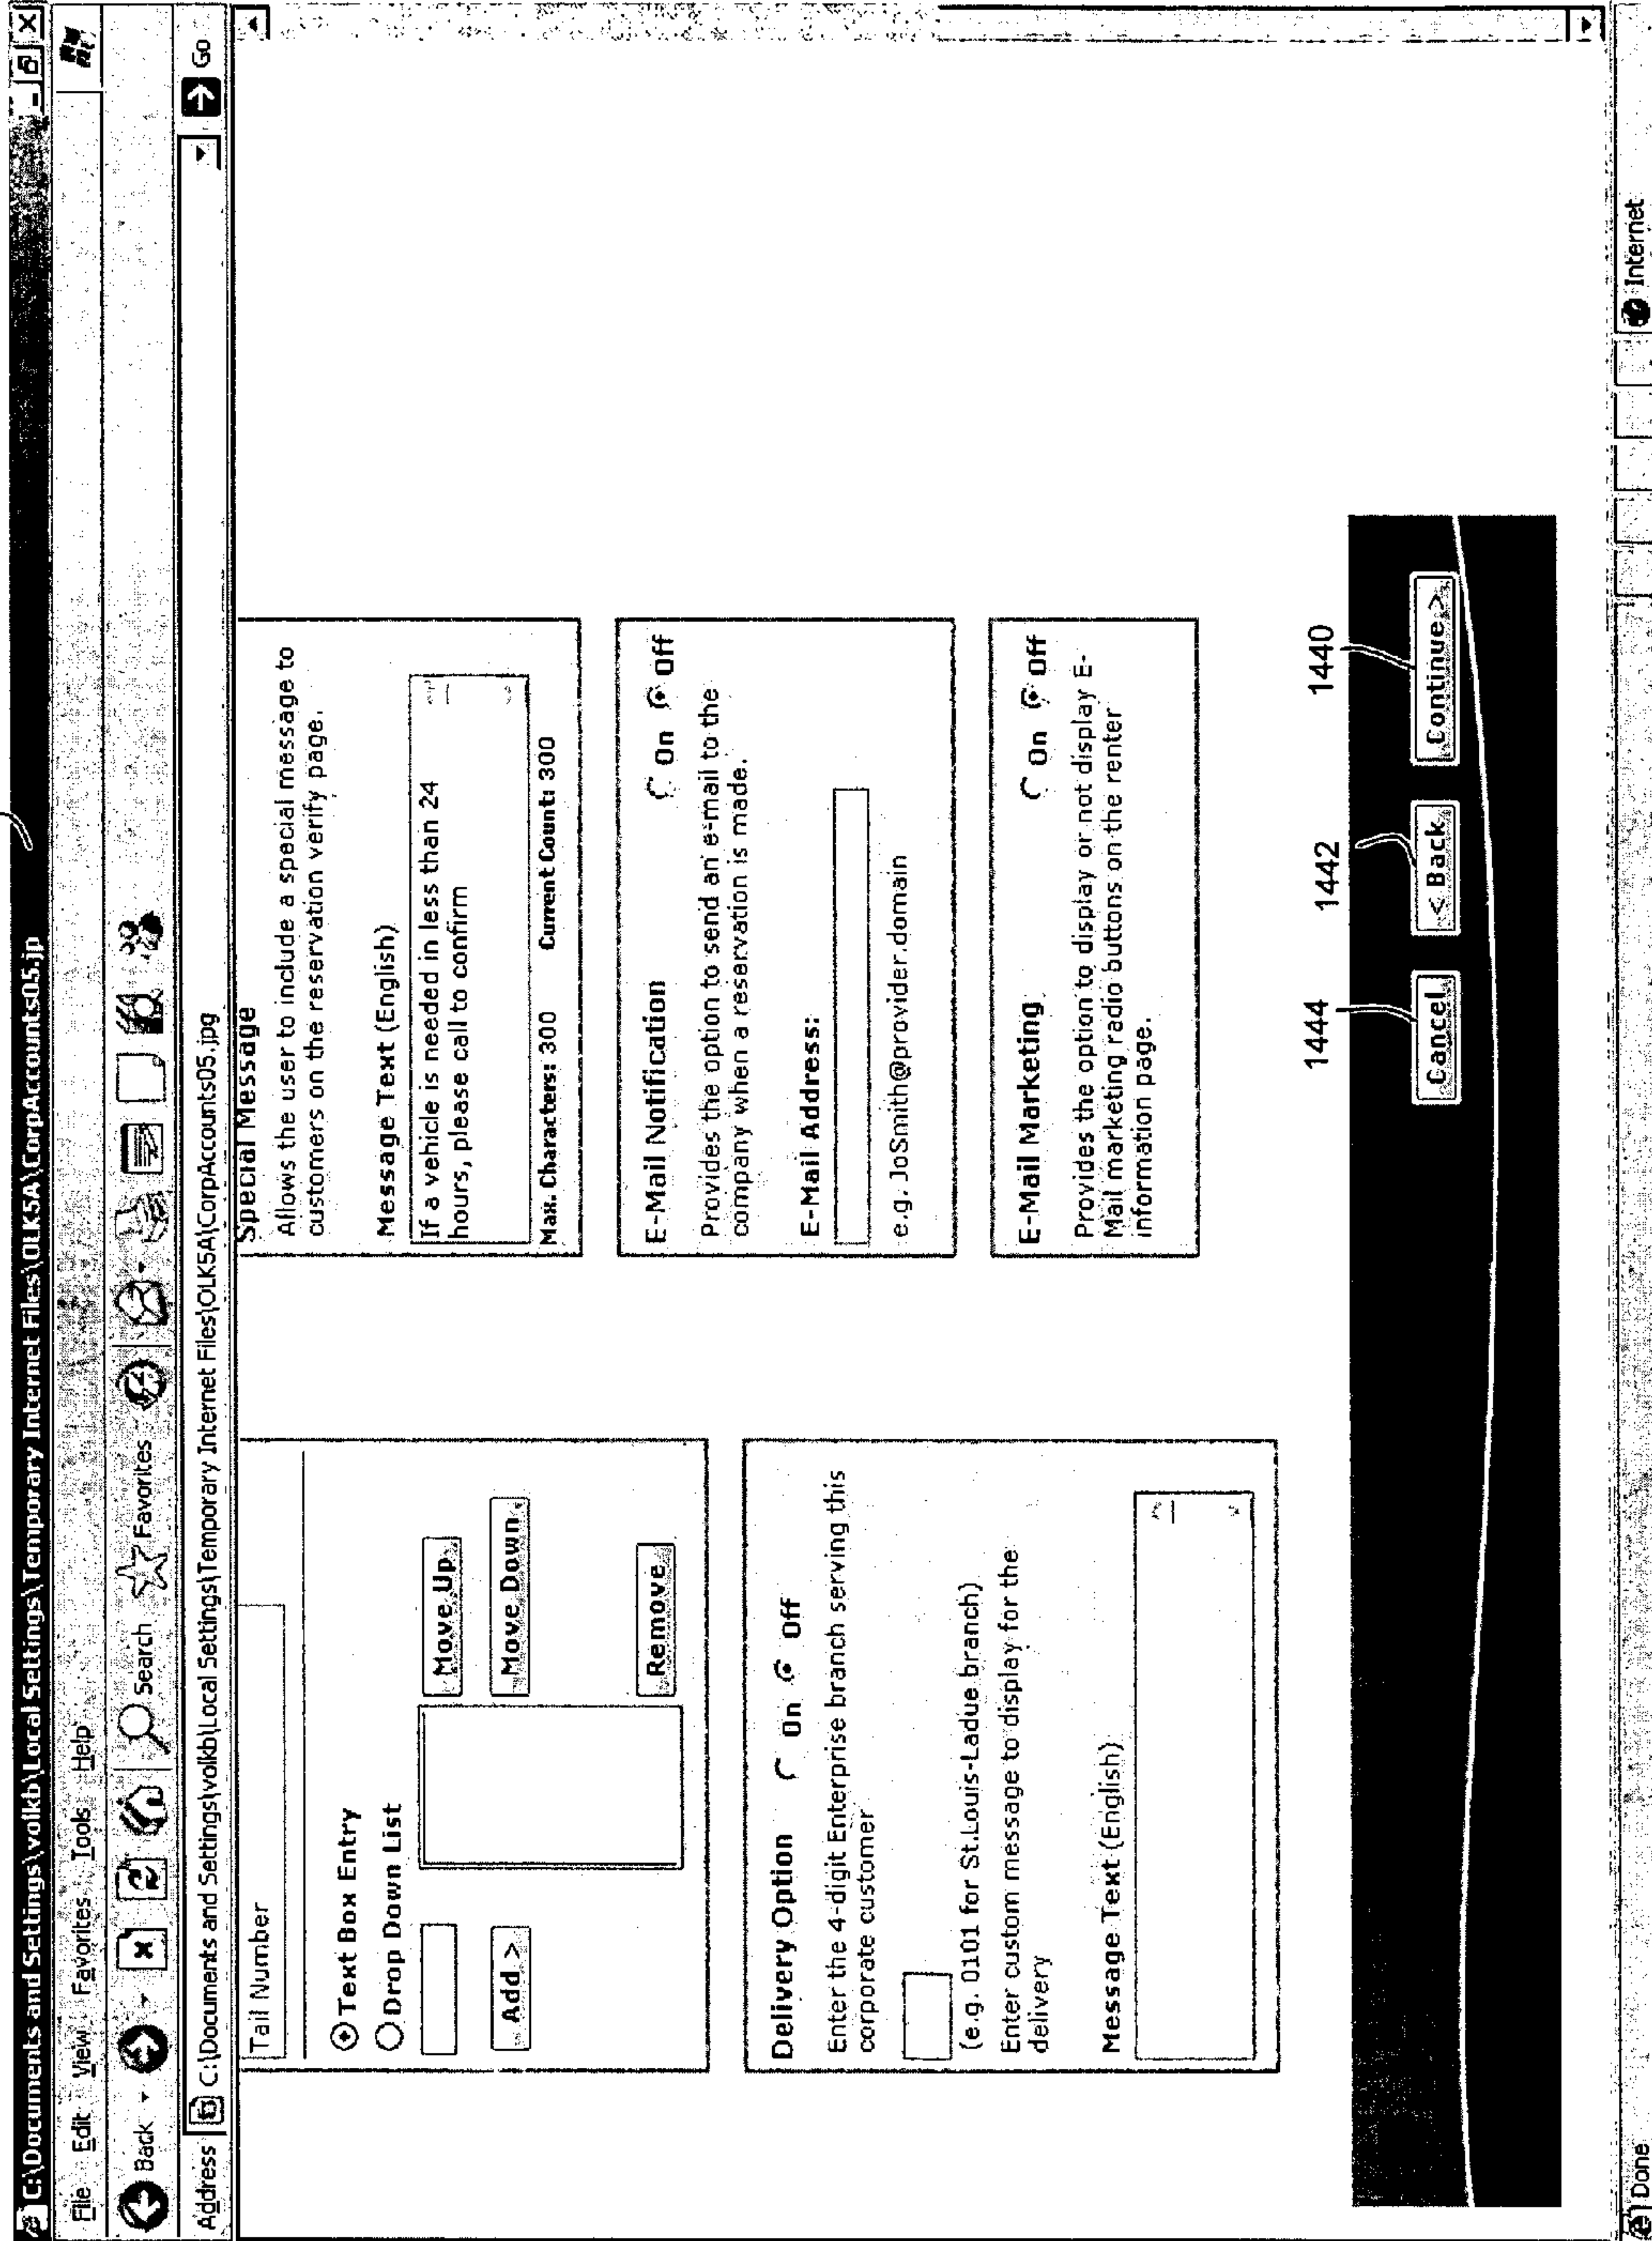 C:\Documents and Settings\volkb\Local Settings\Temporary Internet Files\OLK5A\CorpAccounts05.jp
File Edit View Favorites Tools Help
Back Search Favorites
Address C:\Documents and Settings\volkb\Local Settings\Temporary Internet Files\OLK5A\CorpAccounts05.jpg Go
Tail Number
Text Box Entry
Drop Down List
Move Up
Add >
Move Down
Remove
Delivery Option On Off
Enter the 4-digit Enterprise branch serving this
corporate customer
(e.g. 0101 for St.Louis-Ladue branch)
Enter custom message to display for the
delivery
Message Text (English)
Special Message
Allows the user to include a special message to
customers on the reservation verify page.
Message Text (English)
If a vehicle is needed in less than 24
hours, please call to confirm
Max. Characters: 300 Current Count: 300
E-Mail Notification On Off
Provides the option to send an e-mail to the
company when a reservation is made.
E-Mail Address:
e.g. JoSmith@provider.domain
E-Mail Marketing On Off
Provides the option to display or not display E-
Mail marketing radio buttons on the renter
information page.
1444 1442 1440
Cancel < Back Continue >
Done Internet